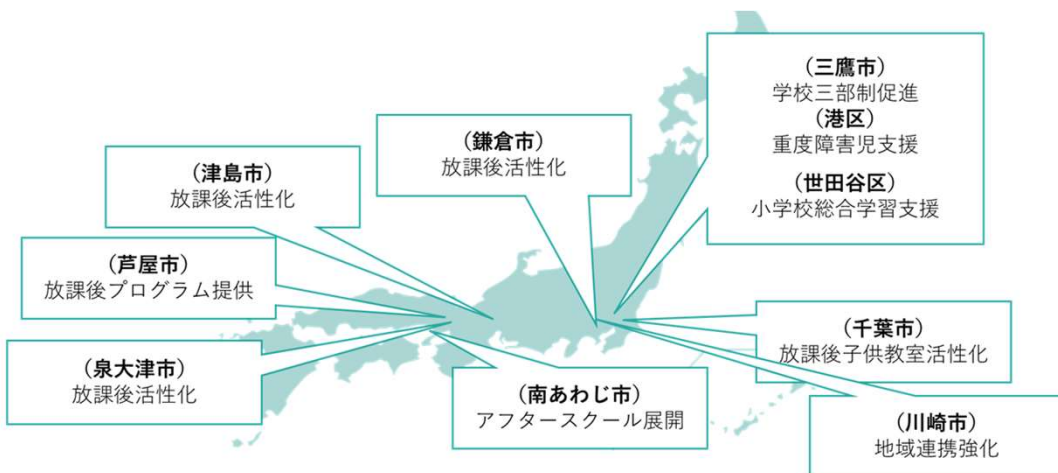 （三鷹市）
学校三部制促進
（港区）
重度障害児支援
（世田谷区）
小学校総合学習支援
（鎌倉市）
放課後活性化
（津島市）
放課後活性化
（芦屋市）
放課後プログラム提供
（泉大津市）
放課後活性化
（南あわじ市）
アフタースクール展開
（千葉市）
放課後子供教室活性化
（川崎市）
地域連携強化